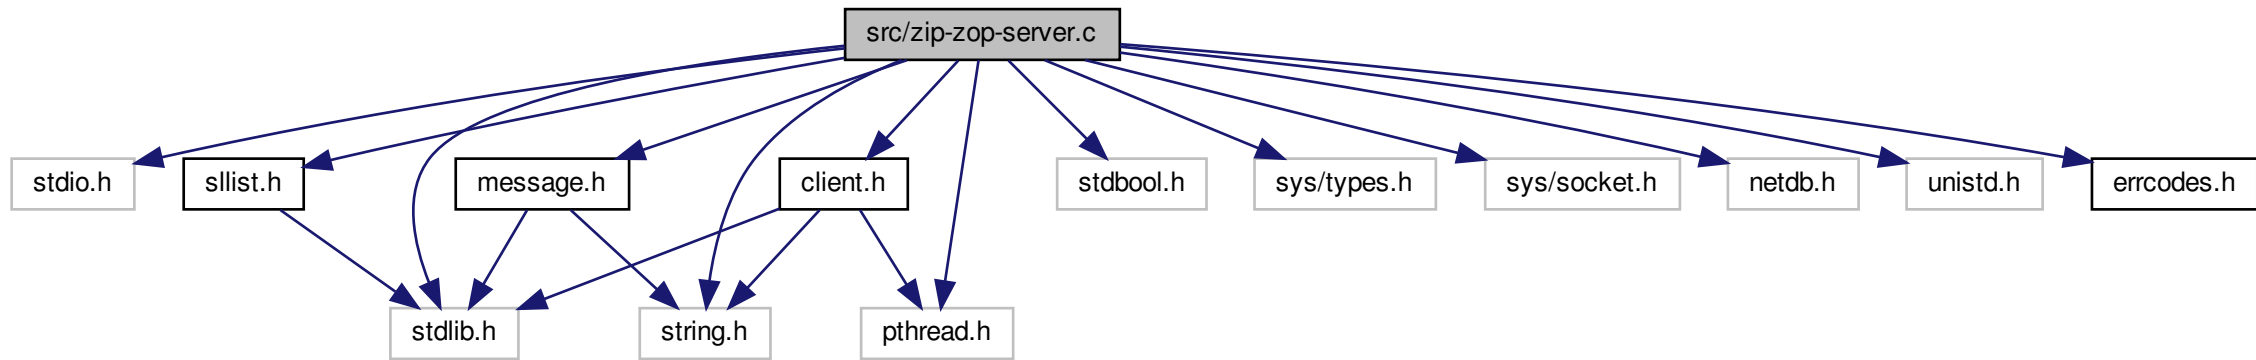 src/zip-zop-server.c
stdio.h
sllist.h
message.h
client.h
stdbool.h
sys/types.h
sys/socket.h
netdb.h
unistd.h
errcodes.h
stdlib.h
string.h
pthread.h